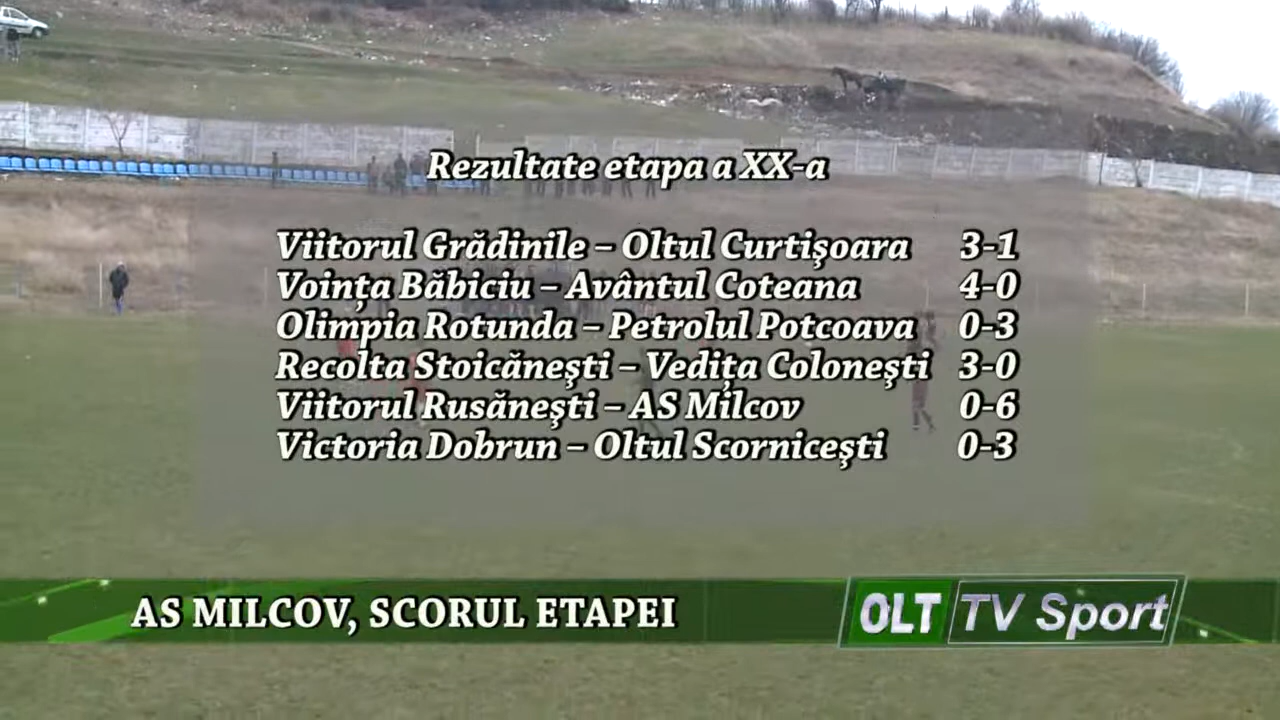 Rezultate etapa a XX-a
Viitorul Grădinile – Oltul Curtişoara 3-1
Voința Băbiciu – Avântul Coteana 4-0
Olimpia Rotunda – Petrolul Potcoava 0-3
Recolta Stoicăneşti – Vedița Coloneşti 3-0
Viitorul Rusăneşti – AS Milcov 0-6
Victoria Dobrun – Oltul Scorniceşti 0-3
AS MILCOV, SCORUL ETAPEI
OLT TV Sport